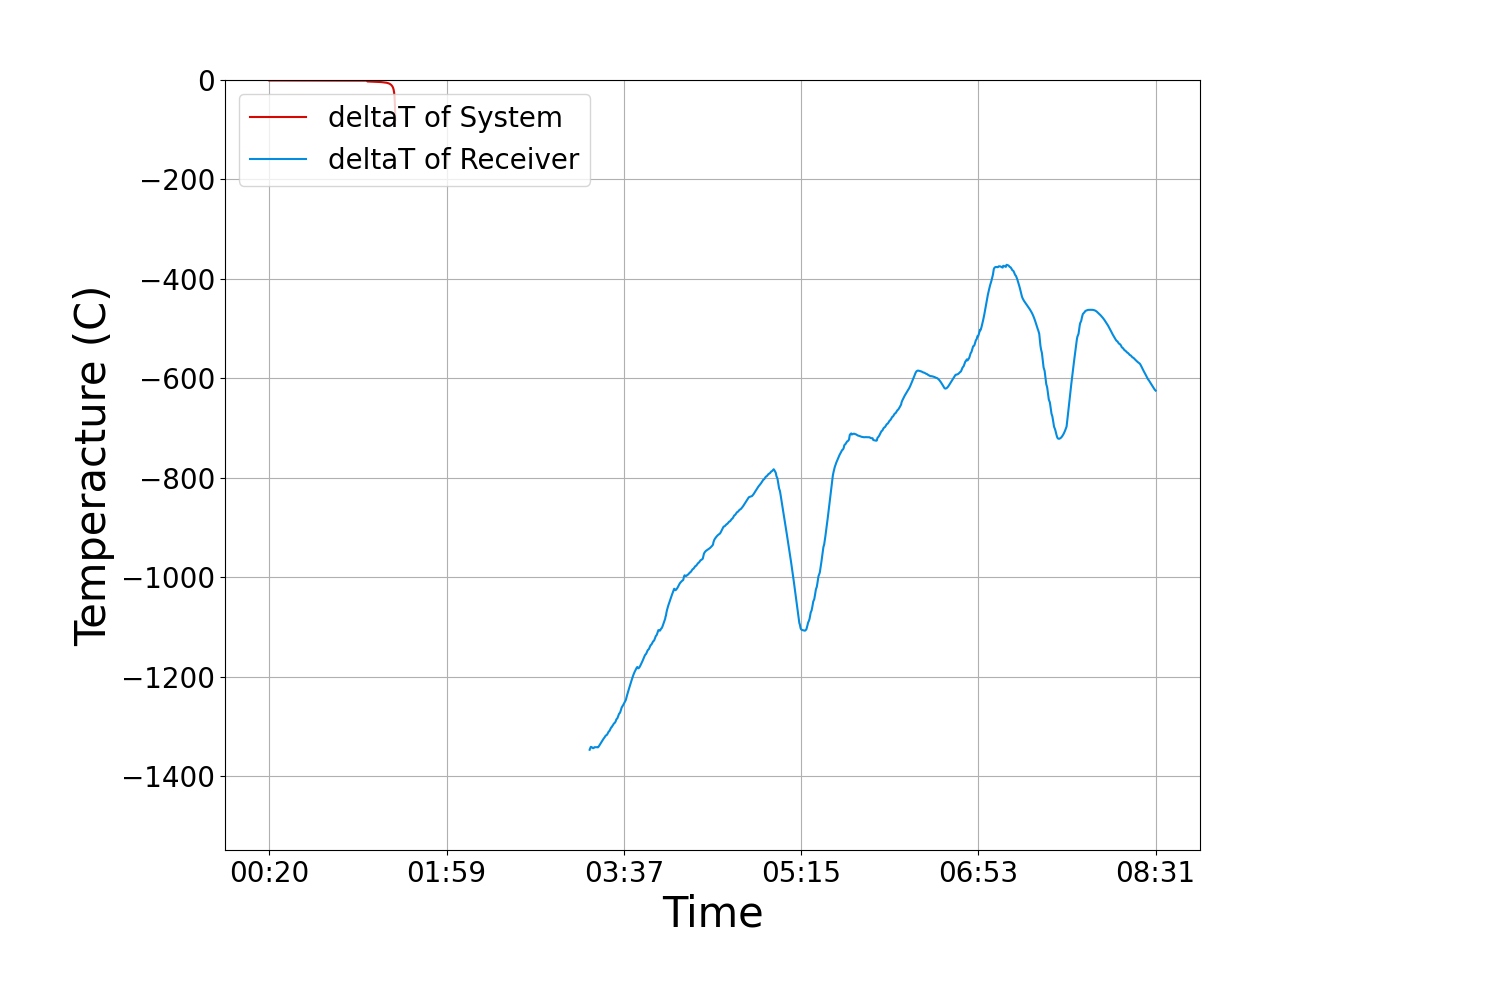 0
−200
−400
−600
−800
−1000
−1200
−1400
Temperacture (C)
deltaT of System
deltaT of Receiver
00:20 01:59 03:37 05:15 06:53 08:31
Time